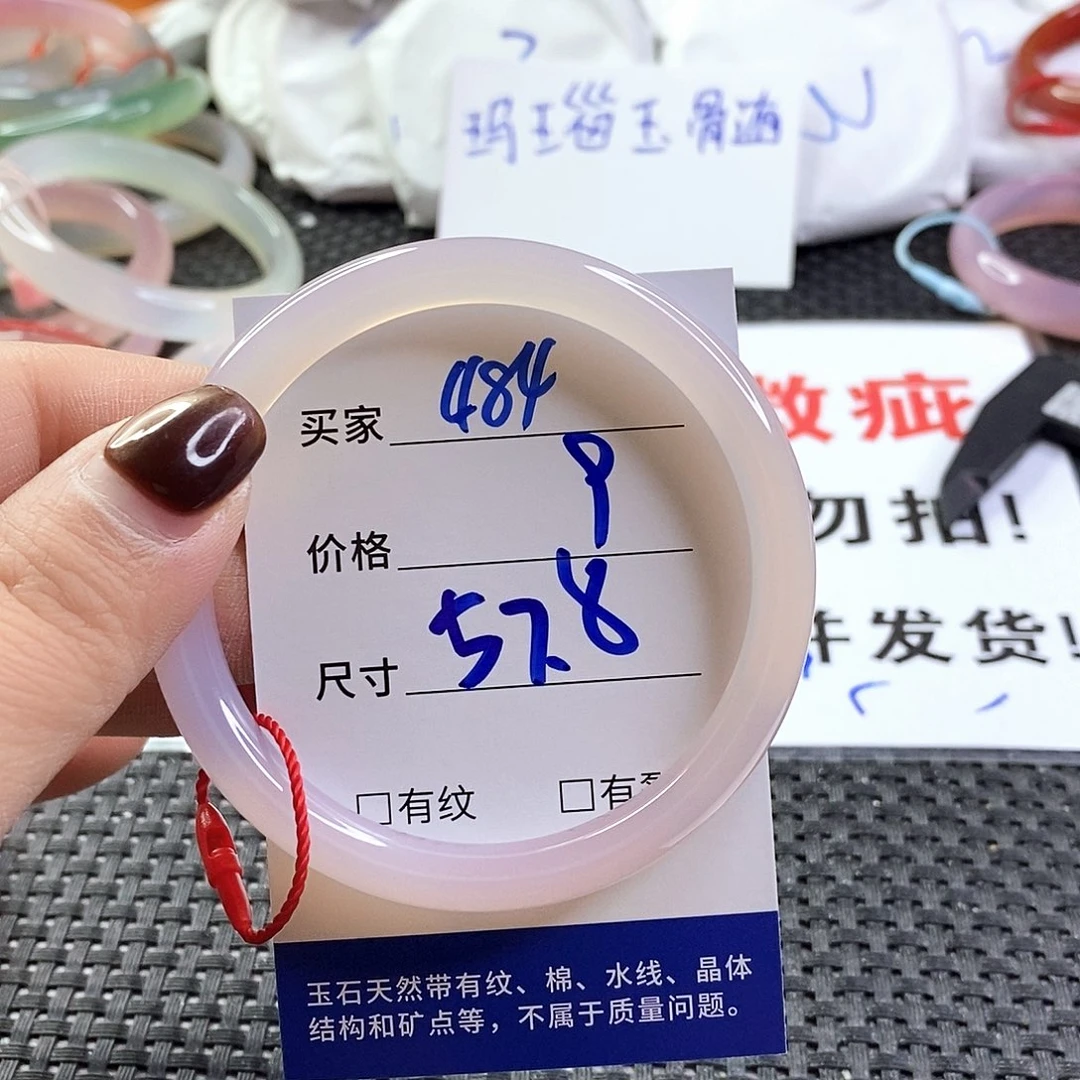 玛瑙玉骨髓
买家 484
价格 9
尺寸 57.8
□有纹 □有
疵
勿拍!
并发货!
玉石天然带有纹、棉、水线、晶体
结构和矿点等，不属于质量问题。